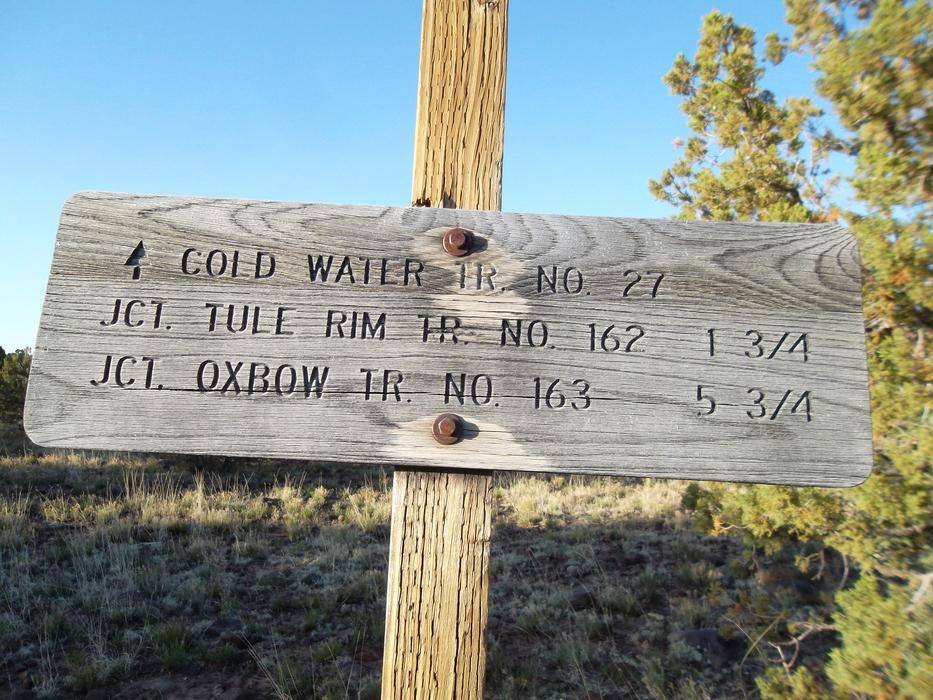 COLD WATER TR. NO. 27
JCT. TULE RIM TR. NO. 162 1 3/4
JCT. OXBOW TR. NO. 163 5 3/4